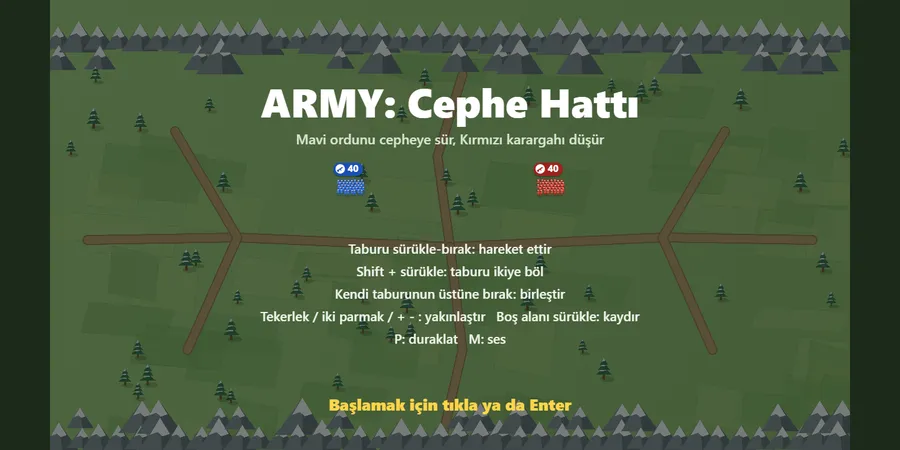 ARMY: Cephe Hattı
Mavi ordunu cepheye sür, Kırmızı karargahı düşür
40 40
Taburu sürükle-bırak: hareket ettir
Shift + sürükle: taburu ikiye böl
Kendi taburunun üstüne bırak: birleştir
Tekerlek / iki parmak / + - : yakınlaştır Boş alanı sürükle: kaydır
P: duraklat M: ses
Başlamak için tıkla ya da Enter